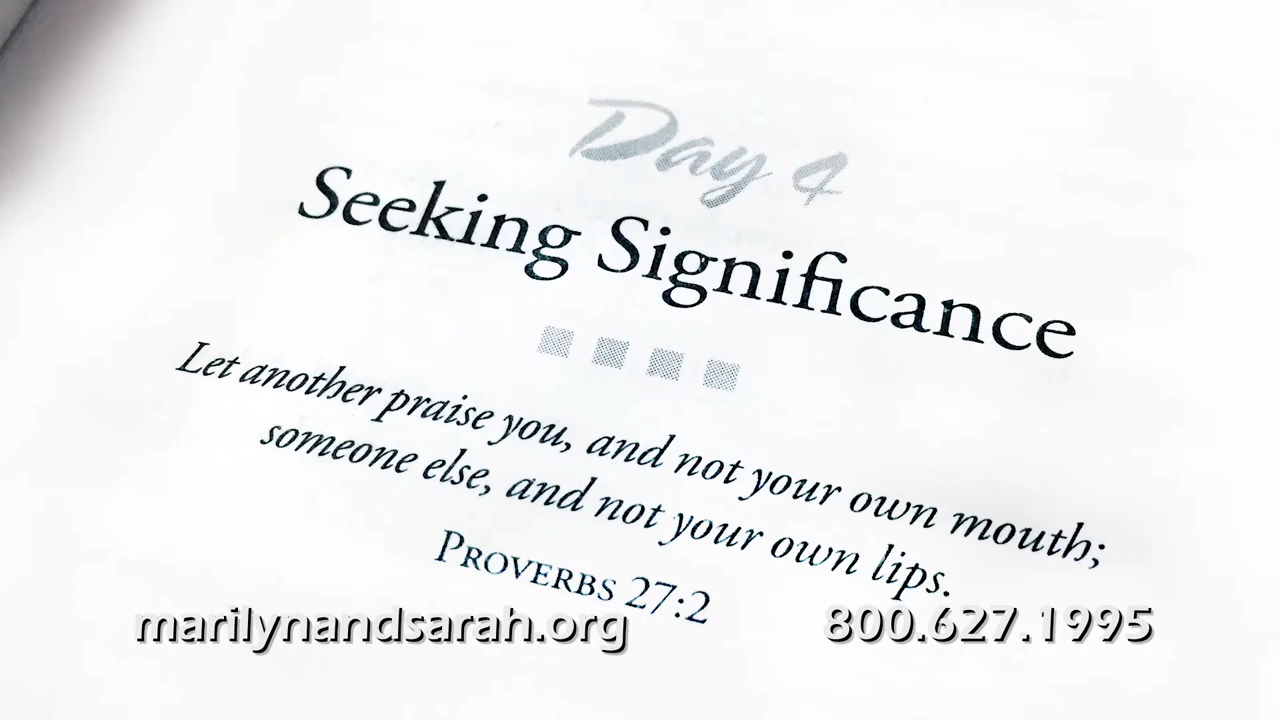 Day 4
Seeking Significance
Let another praise you, and not your own mouth;
someone else, and not your own lips.
PROVERBS 27:2
marilynandsarah.org
800.627.1995